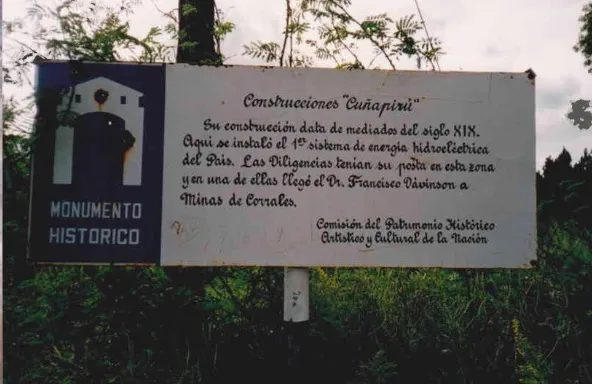 MONUMENTO
HISTORICO
Construcciones "Cuñapirú"
Su construcción data de mediados del siglo XIX.
Aquí se instaló el 1er sistema de energía hidroeléctrica
del País. Las Diligencias tenían su posta en esta zona
y en una de ellas llegó el Dr. Francisco Dávinson a
Minas de Corrales.
Comisión del Patrimonio Histórico
Artístico y Cultural de la Nación